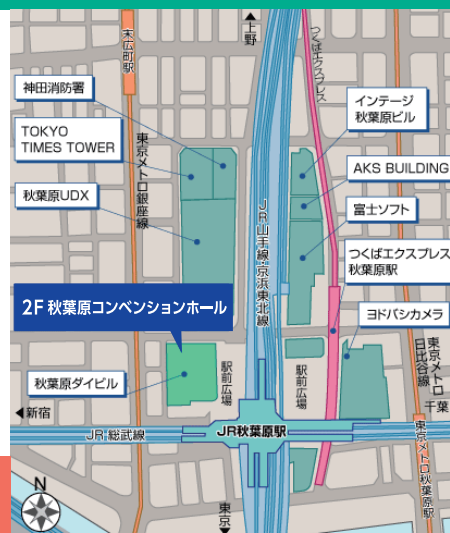 ▲上野
末広町駅
つくばエクスプレス
神田消防署
インテージ
秋葉原ビル
TOKYO
TIMES TOWER
東京メトロ銀座線
AKS BUILDING
秋葉原UDX
富士ソフト
JR山手線・京浜東北線
つくばエクスプレス
秋葉原駅
2F 秋葉原コンベンションホール
ヨドバシカメラ
東京メトロ
日比谷線
秋葉原ダイビル
駅前広場
駅前広場
千葉
◀新宿
JR 総武線
JR秋葉原駅
東京メトロ秋葉原駅
N
東京▼